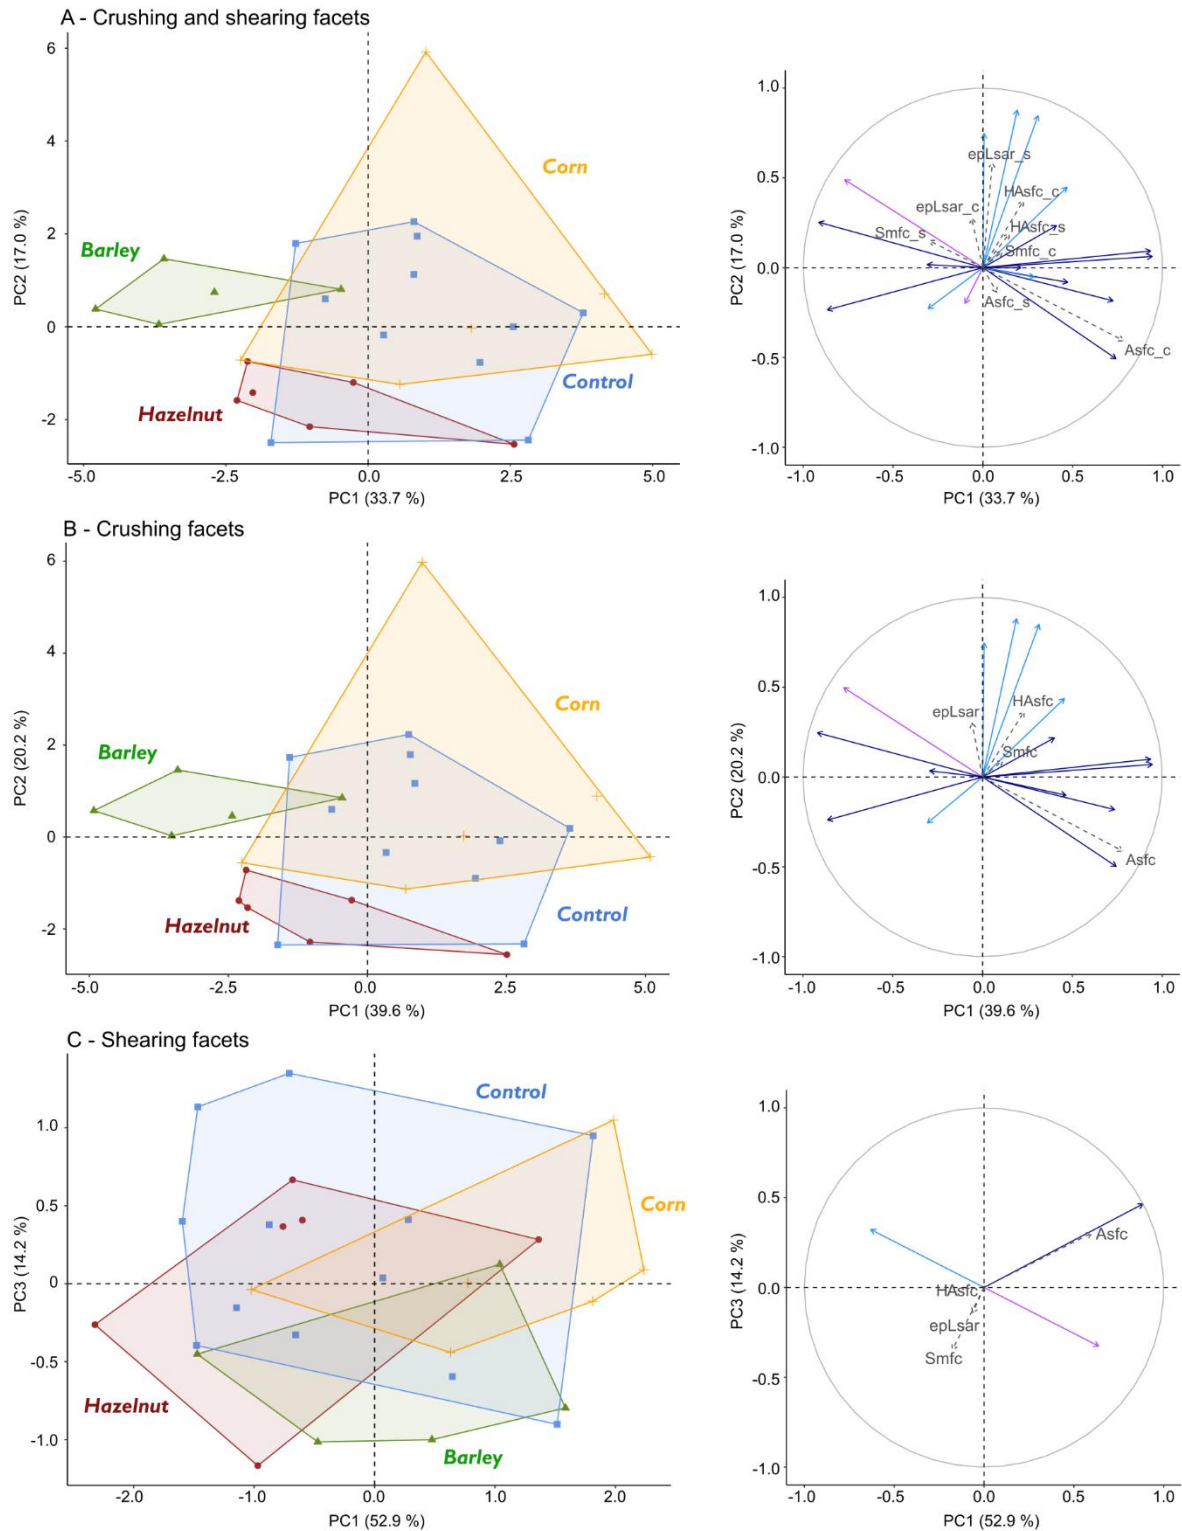 A - Crushing and shearing facets
PC2 (17.0 %)
6
4
2
0
-2
Corn
Barley
Control
Hazelnut
-5.0
-2.5
0.0
2.5
5.0
PC1 (33.7 %)
PC2 (17.0 %)
1.0
0.5
0.0
-0.5
-1.0
epLsar_s
HAsfc_c
epLsar_c
Smfc_s
HAsfc_s
Smfc_c
Asfc_s
Asfc_c
-1.0
-0.5
0.0
0.5
1.0
PC1 (33.7 %)
B - Crushing facets
PC2 (20.2 %)
6
4
2
0
-2
Corn
Barley
Control
Hazelnut
-5.0
-2.5
0.0
2.5
5.0
PC1 (39.6 %)
PC2 (20.2 %)
1.0
0.5
0.0
-0.5
-1.0
epLsar
HAsfc
Smfc
Asfc
-1.0
-0.5
0.0
0.5
1.0
PC1 (39.6 %)
C - Shearing facets
PC3 (14.2 %)
1.0
0.5
0
-0.5
-1.0
Control
Corn
Hazelnut
Barley
-2.0
-1.0
0.0
1.0
2.0
PC1 (52.9 %)
PC3 (14.2 %)
1.0
0.5
0.0
-0.5
-1.0
Asfc
HAsfc
epLsar
Smfc
-1.0
-0.5
0.0
0.5
1.0
PC1 (52.9 %)